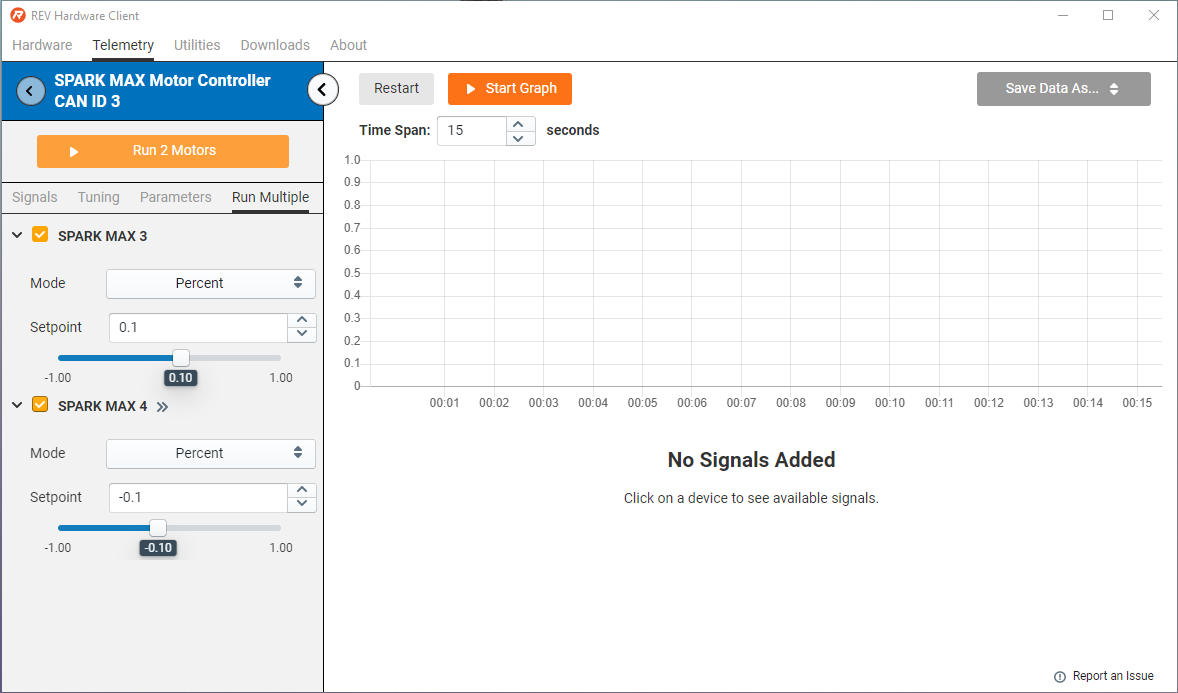 REV Hardware Client
Hardware Telemetry Utilities Downloads About
SPARK MAX Motor Controller
CAN ID 3
Run 2 Motors
Signals Tuning Parameters Run Multiple
SPARK MAX 3
Mode Percent
Setpoint 0.1
-1.00 0.10 1.00
SPARK MAX 4
Mode Percent
Setpoint -0.1
-1.00 -0.10 1.00
Restart Start Graph Save Data As...
Time Span: 15 seconds
1.0
0.9
0.8
0.7
0.6
0.5
0.4
0.3
0.2
0.1
0
00:01 00:02 00:03 00:04 00:05 00:06 00:07 00:08 00:09 00:10 00:11 00:12 00:13 00:14 00:15
No Signals Added
Click on a device to see available signals.
Report an Issue